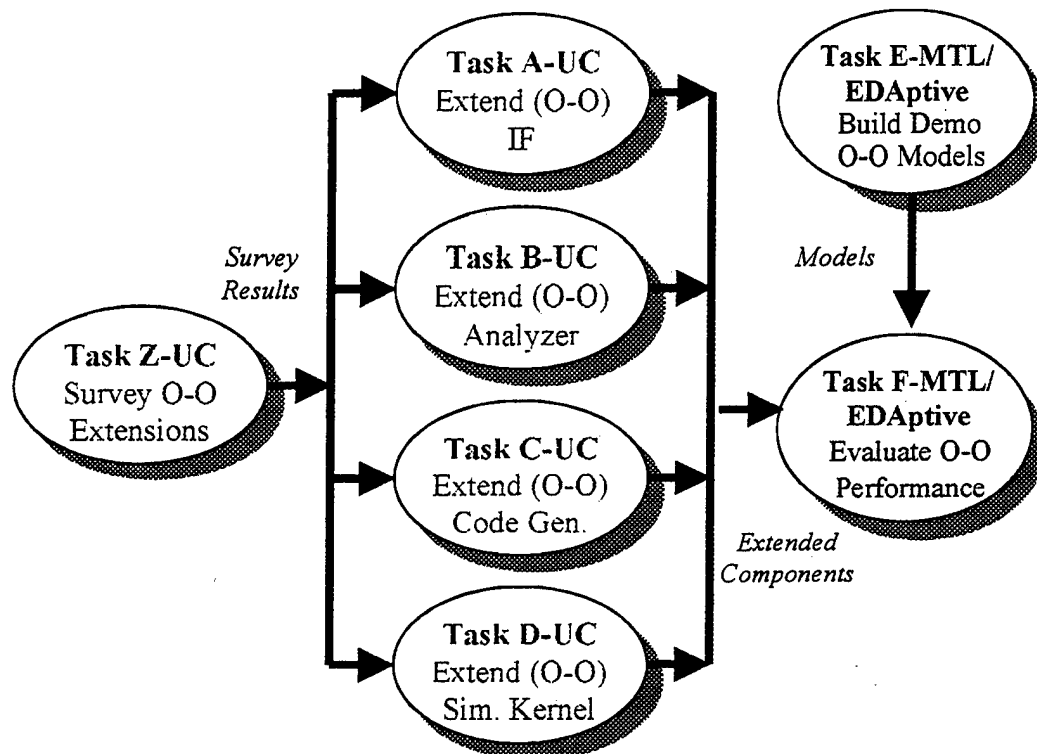 Task Z-UC
Survey O-O
Extensions
Survey
Results
Task A-UC
Extend (O-O)
IF
Task B-UC
Extend (O-O)
Analyzer
Task C-UC
Extend (O-O)
Code Gen.
Task D-UC
Extend (O-O)
Sim. Kernel
Extended
Components
Task E-MTL/
EDAptive
Build Demo
O-O Models
Models
Task F-MTL/
EDAptive
Evaluate O-O
Performance